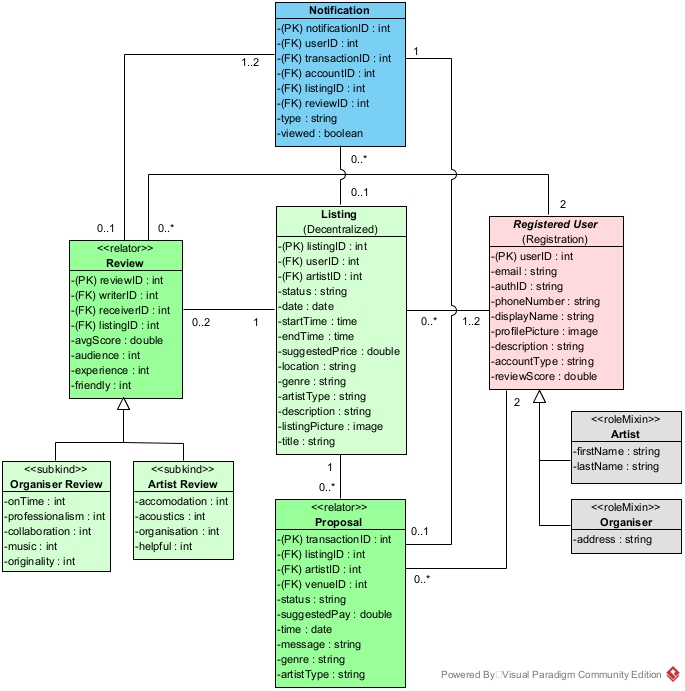 Notification
-(PK) notificationID : int
-(FK) userID : int
-(FK) transactionID : int
-(FK) accountID : int
-(FK) listingID : int
-(FK) reviewID : int
-type : string
-viewed : boolean
1..2
1
0..*
0..1
0..1
0..*
2
<<relator>>
Review
-(PK) reviewID : int
-(FK) writerID : int
-(FK) receiverID : int
-(FK) listingID : int
-avgScore : double
-audience : int
-experience : int
-friendly : int
Listing
(Decentralized)
-(PK) listingID : int
-(FK) userID : int
-(FK) artistID : int
-status : string
-date : date
-startTime : time
-endTime : time
-suggestedPrice : double
-location : string
-genre : string
-artistType : string
-description : string
-listingPicture : image
-title : string
Registered User
(Registration)
-(PK) userID : int
-email : string
-authID : string
-phoneNumber : string
-displayName : string
-profilePicture : image
-description : string
-accountType : string
-reviewScore : double
0..2
1
0..*
1..2
2
<<roleMixin>>
Artist
-firstName : string
-lastName : string
<<roleMixin>>
Organiser
-address : string
<<subkind>>
Organiser Review
-onTime : int
-professionalism : int
-collaboration : int
-music : int
-originality : int
<<subkind>>
Artist Review
-accomodation : int
-acoustics : int
-organisation : int
-helpful : int
1
0..*
<<relator>>
Proposal
-(PK) transactionID : int
-(FK) listingID : int
-(FK) artistID : int
-(FK) venueID : int
-status : string
-suggestedPay : double
-time : date
-message : string
-genre : string
-artistType : string
0..1
0..*
Powered By Visual Paradigm Community Edition